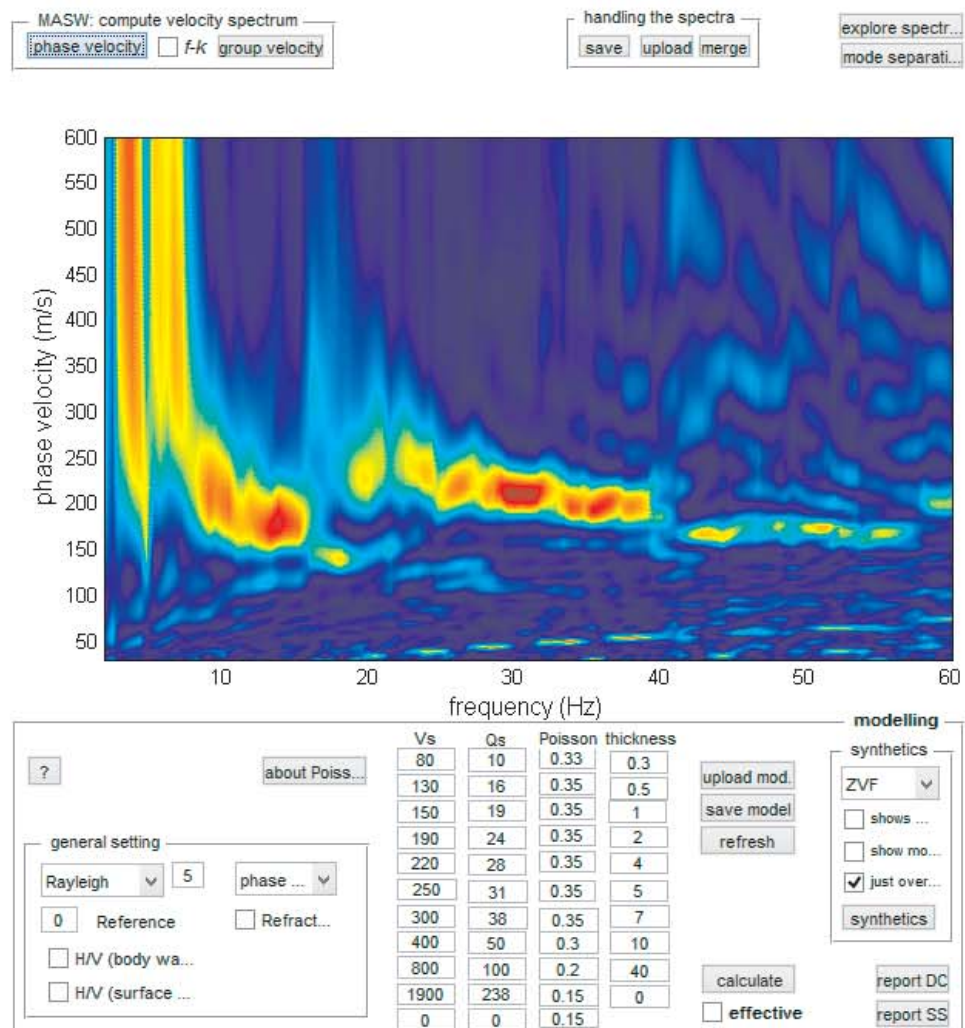 MASW: compute velocity spectrum
phase velocity f-k group velocity
handling the spectra
save upload merge
explore spectr...
mode separati...
600
550
500
450
400
350
300
250
200
150
100
50
phase velocity (m/s)
10 20 30 40 50 60
frequency (Hz)
modelling
?
about Poiss...
Vs Qs Poisson thickness
80 10 0.33 0.3
130 16 0.35 0.5
150 19 0.35 1
190 24 0.35 2
220 28 0.35 4
250 31 0.35 5
300 38 0.35 7
400 50 0.3 10
800 100 0.2 40
1900 238 0.15 0
0 0 0.15
upload mod.
save model
refresh
synthetics
ZVF
shows ...
show mo...
just over...
synthetics
general setting
Rayleigh 5 phase ...
0 Reference Refract...
H/V (body wa...
H/V (surface ...
calculate
effective
report DC
report SS